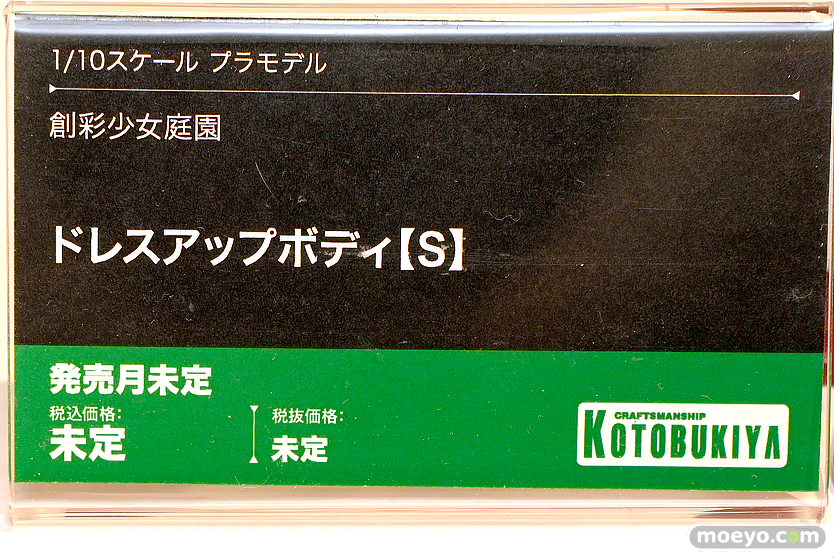 1/10スケール プラモデル
創彩少女庭園
ドレスアップボディ【S】
発売月未定
税込価格:
未定
税抜価格:
未定
CRAFTSMANSHIP
KOTOBUKIYA
moeyo.com